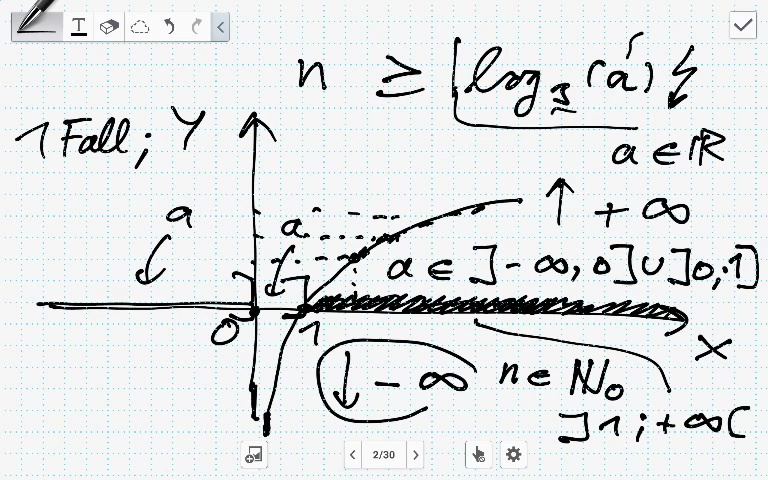 T
n ≥ log₃(a) ↯
1 Fall; Y
a ∈ ℝ
a
a
↑ +∞
a ∈ ]-∞, 0] ∪ ]0, 1]
0
1
X
↓ -∞
n ∈ ℕ₀
]1; +∞[
2/30